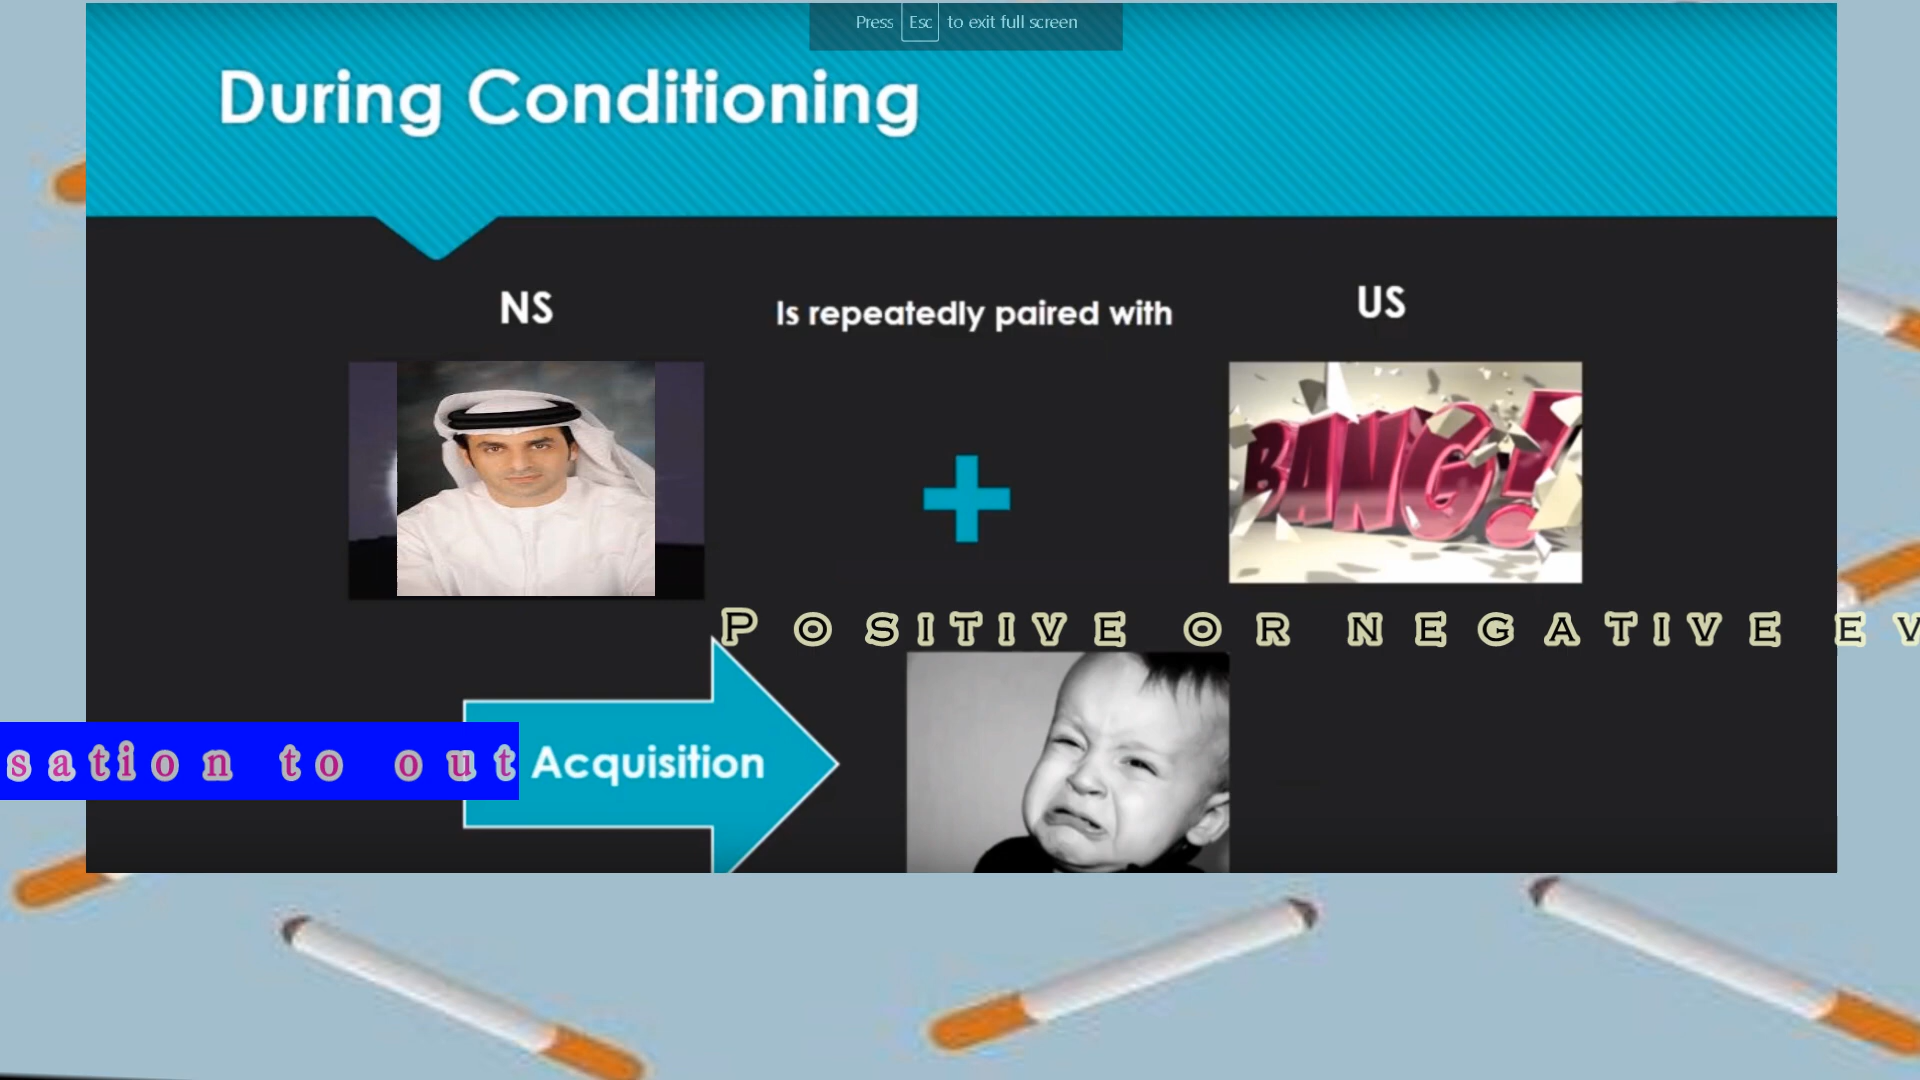 Press Esc to exit full screen
During Conditioning
NS Is repeatedly paired with US
BANG!
POSITIVE OR NEGATIVE EV
sation to out
Acquisition